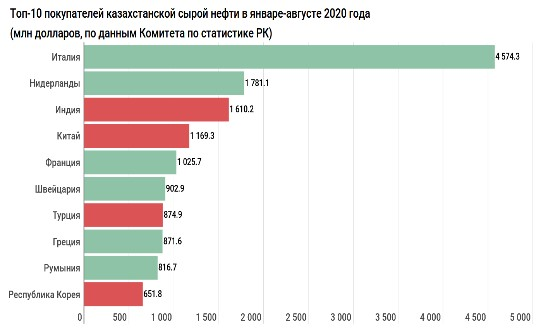 Топ-10 покупателей казахстанской сырой нефти в январе-августе 2020 года
(млн долларов, по данным Комитета по статистике РК)
Италия 4 574.3
Нидерланды 1 781.1
Индия 1 610.2
Китай 1 169.3
Франция 1 025.7
Швейцария 902.9
Турция 874.9
Греция 871.6
Румыния 816.7
Республика Корея 651.8
0 500 1 000 1 500 2 000 2 500 3 000 3 500 4 000 4 500 5 000